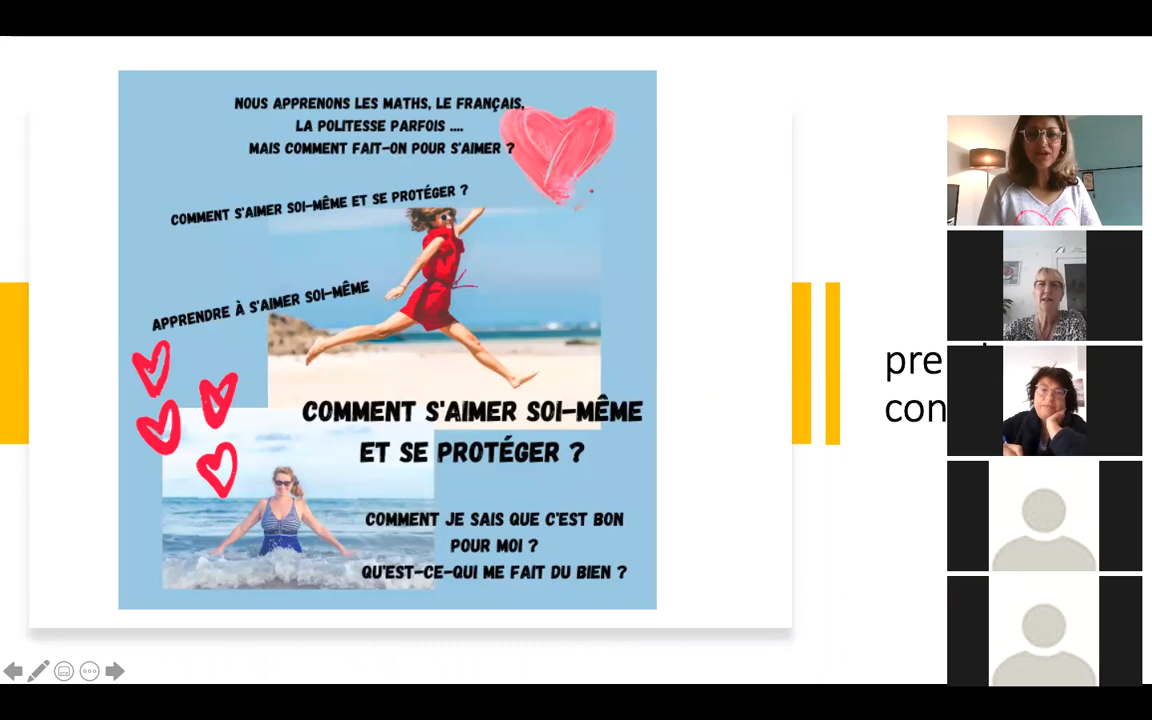 NOUS APPRENONS LES MATHS, LE FRANÇAIS,
LA POLITESSE PARFOIS ....
MAIS COMMENT FAIT-ON POUR S'AIMER ?
COMMENT S'AIMER SOI-MÊME ET SE PROTÉGER ?
APPRENDRE À S'AIMER SOI-MÊME
COMMENT S'AIMER SOI-MÊME
ET SE PROTÉGER ?
COMMENT JE SAIS QUE C'EST BON
POUR MOI ?
QU'EST-CE-QUI ME FAIT DU BIEN ?